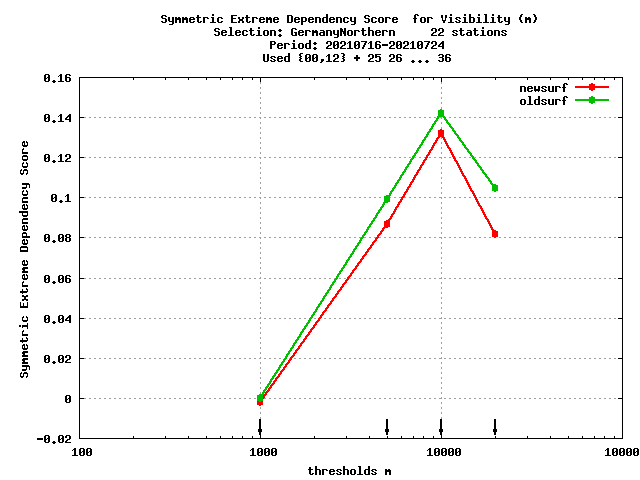 Symmetric Extreme Dependency Score  for Visibility (m)
Selection: GermanyNorthern     22 stations
Period: 20210716-20210724
Used {00,12} + 25 26 ... 36
newsurf
oldsurf
Symmetric Extreme Dependency Score
0.16
0.14
0.12
0.1
0.08
0.06
0.04
0.02
0
-0.02
100 1000 10000 10000
thresholds m